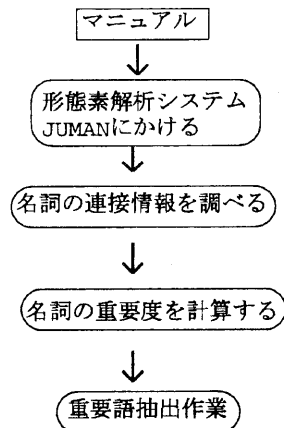 マニュアル
形態素解析システム
JUMANにかける
名詞の連接情報を調べる
名詞の重要度を計算する
重要語抽出作業